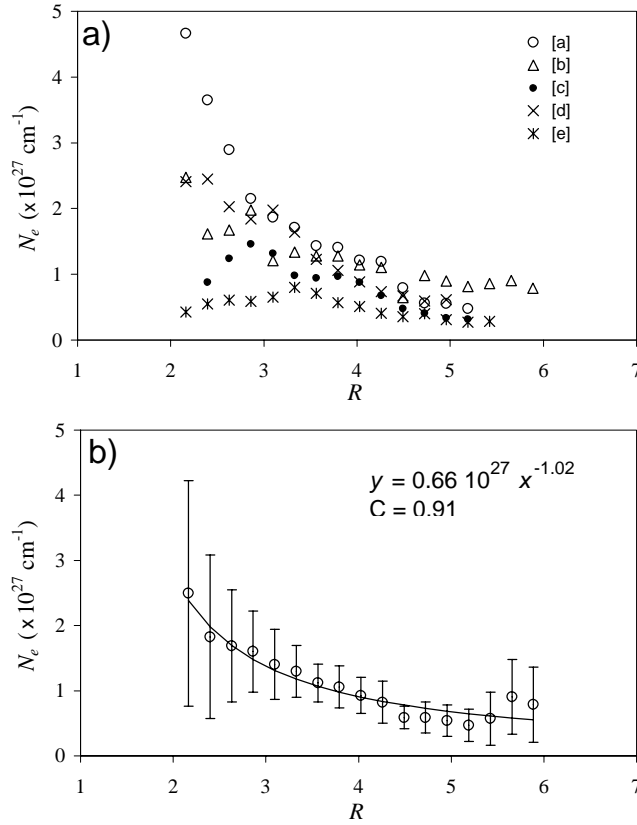 a)
5
4
3
2
1
0
N_e (x10^27 cm^-1)
[a]
[b]
[c]
[d]
[e]
1 2 3 4 5 6 7
R
b)
5
4
3
2
1
0
N_e (x10^27 cm^-1)
y = 0.66 10^27 x^-1.02
C = 0.91
1 2 3 4 5 6 7
R